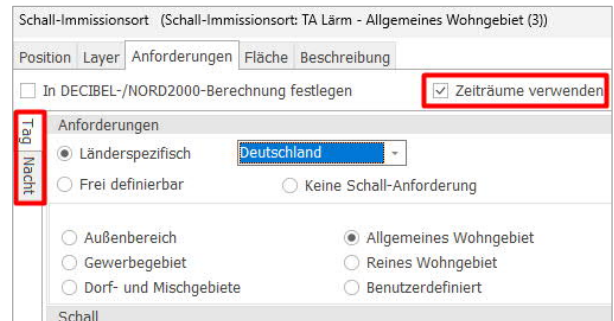 Schall-Immissionsort (Schall-Immissionsort: TA Lärm - Allgemeines Wohngebiet (3))
Position Layer Anforderungen Fläche Beschreibung
In DECIBEL-/NORD2000-Berechnung festlegen Zeiträume verwenden
Tag
Nacht
Anforderungen
Länderspezifisch Deutschland
Frei definierbar Keine Schall-Anforderung
Außenbereich Allgemeines Wohngebiet
Gewerbegebiet Reines Wohngebiet
Dorf- und Mischgebiete Benutzerdefiniert
Schall